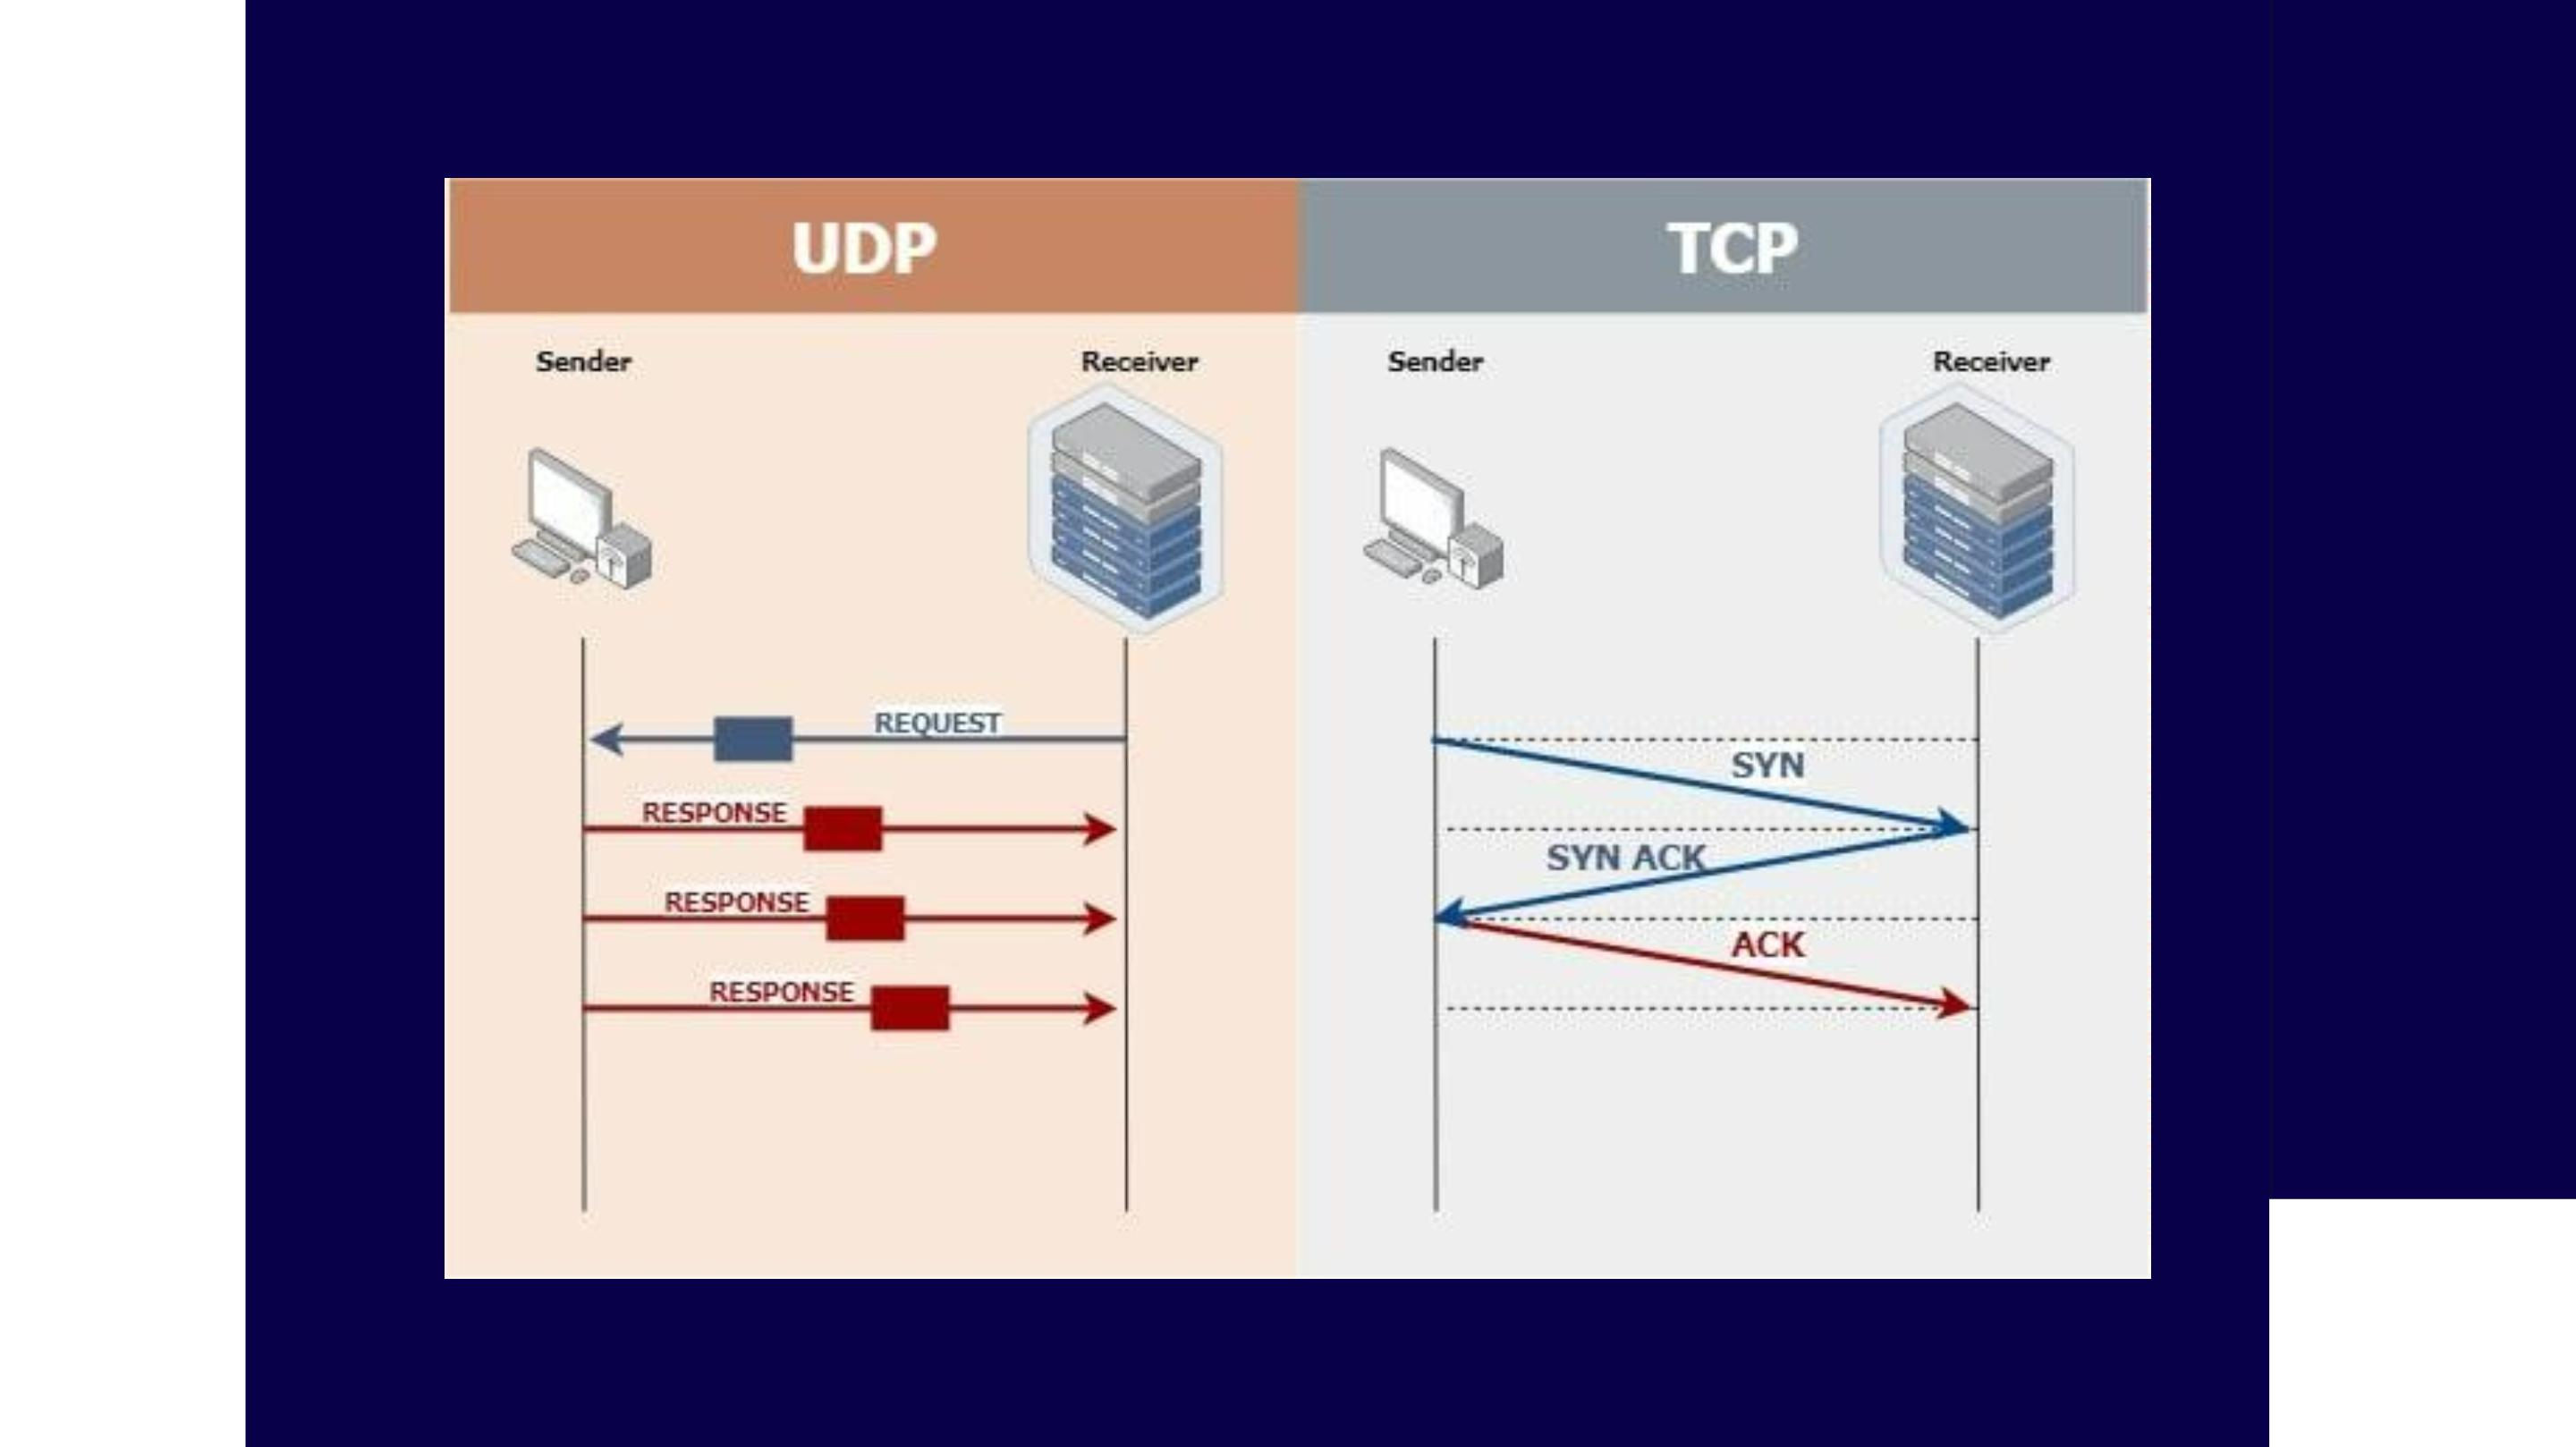 UDP
TCP
Sender
Receiver
Sender
Receiver
REQUEST
RESPONSE
RESPONSE
RESPONSE
SYN
SYN ACK
ACK